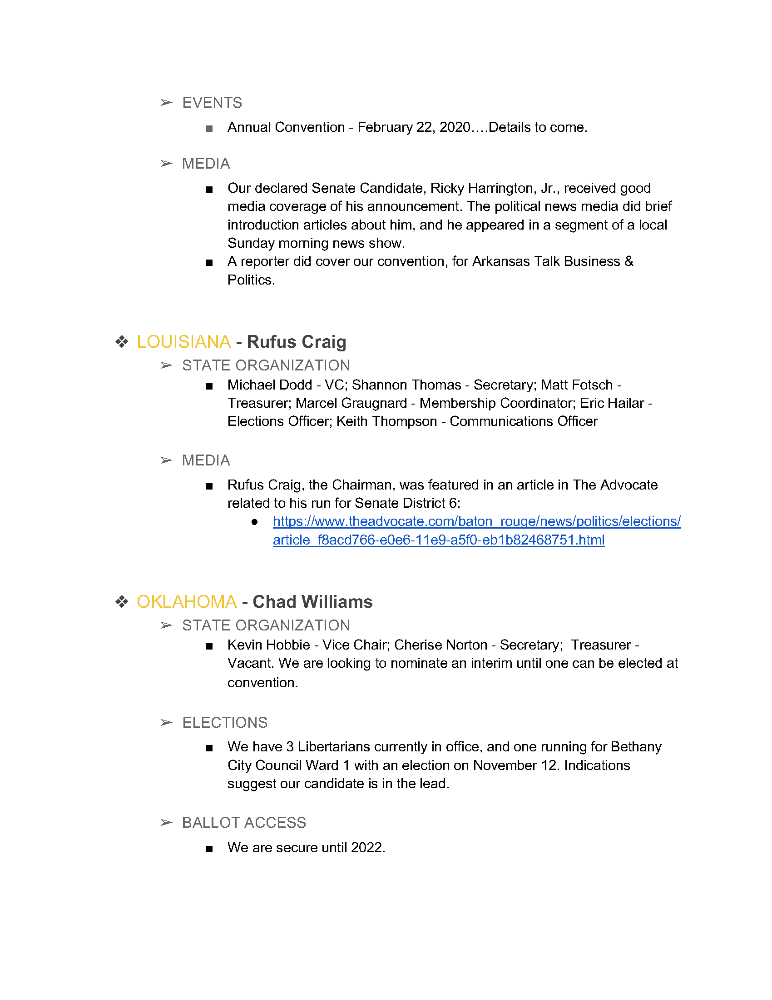 ➢ EVENTS
■ Annual Convention - February 22, 2020….Details to come.
➢ MEDIA
■ Our declared Senate Candidate, Ricky Harrington, Jr., received good
media coverage of his announcement. The political news media did brief
introduction articles about him, and he appeared in a segment of a local
Sunday morning news show.
■ A reporter did cover our convention, for Arkansas Talk Business &
Politics.
❖ LOUISIANA - Rufus Craig
➢ STATE ORGANIZATION
■ Michael Dodd - VC; Shannon Thomas - Secretary; Matt Fotsch -
Treasurer; Marcel Graugnard - Membership Coordinator; Eric Hailar -
Elections Officer; Keith Thompson - Communications Officer
➢ MEDIA
■ Rufus Craig, the Chairman, was featured in an article in The Advocate
related to his run for Senate District 6:
● https://www.theadvocate.com/baton_rouge/news/politics/elections/
article_f8acd766-e0e6-11e9-a5f0-eb1b82468751.html
❖ OKLAHOMA - Chad Williams
➢ STATE ORGANIZATION
■ Kevin Hobbie - Vice Chair; Cherise Norton - Secretary;  Treasurer -
Vacant. We are looking to nominate an interim until one can be elected at
convention.
➢ ELECTIONS
■ We have 3 Libertarians currently in office, and one running for Bethany
City Council Ward 1 with an election on November 12. Indications
suggest our candidate is in the lead.
➢ BALLOT ACCESS
■ We are secure until 2022.